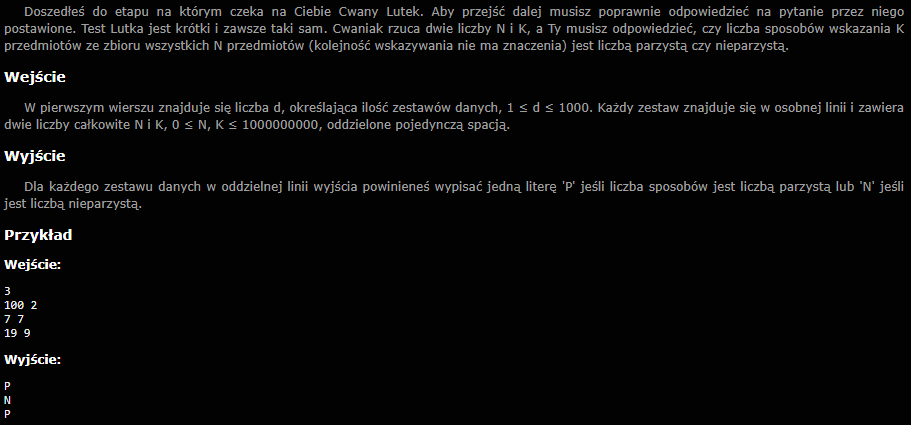 Doszedłeś do etapu na którym czeka na Ciebie Cwany Lutek. Aby przejść dalej musisz poprawnie odpowiedzieć na pytanie przez niego
postawione. Test Lutka jest krótki i zawsze taki sam. Cwaniak rzuca dwie liczby N i K, a Ty musisz odpowiedzieć, czy liczba sposobów wskazania K
przedmiotów ze zbioru wszystkich N przedmiotów (kolejność wskazywania nie ma znaczenia) jest liczbą parzystą czy nieparzystą.
Wejście
W pierwszym wierszu znajduje się liczba d, określająca ilość zestawów danych, 1 ≤ d ≤ 1000. Każdy zestaw znajduje się w osobnej linii i zawiera
dwie liczby całkowite N i K, 0 ≤ N, K ≤ 1000000000, oddzielone pojedynczą spacją.
Wyjście
Dla każdego zestawu danych w oddzielnej linii wyjścia powinieneś wypisać jedną literę 'P' jeśli liczba sposobów jest liczbą parzystą lub 'N' jeśli
jest liczbą nieparzystą.
Przykład
Wejście:
3
100 2
7 7
19 9
Wyjście:
P
N
P